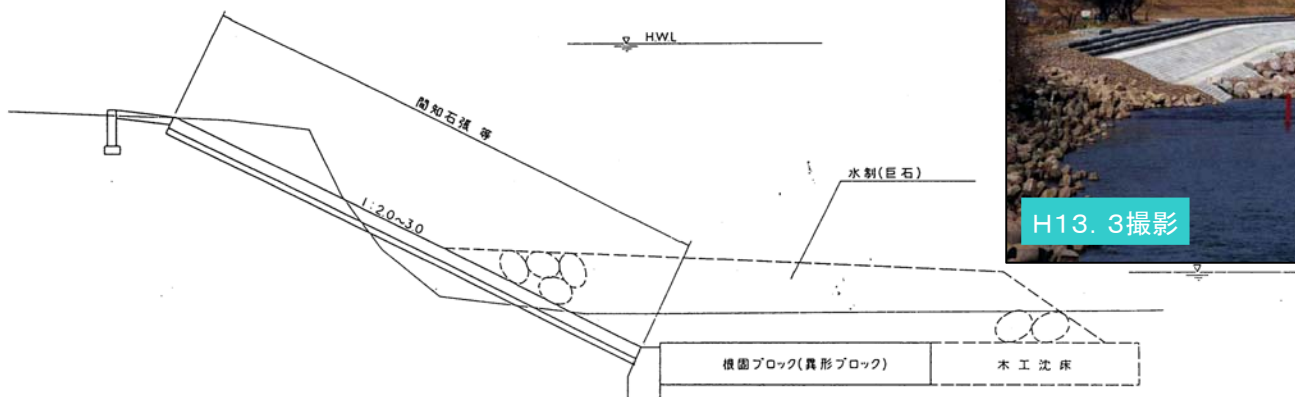 H.W.L
間知石張 等
1:2.0~3.0
水制(巨石)
H13. 3撮影
根固ブロック(異形ブロック)
木工沈床